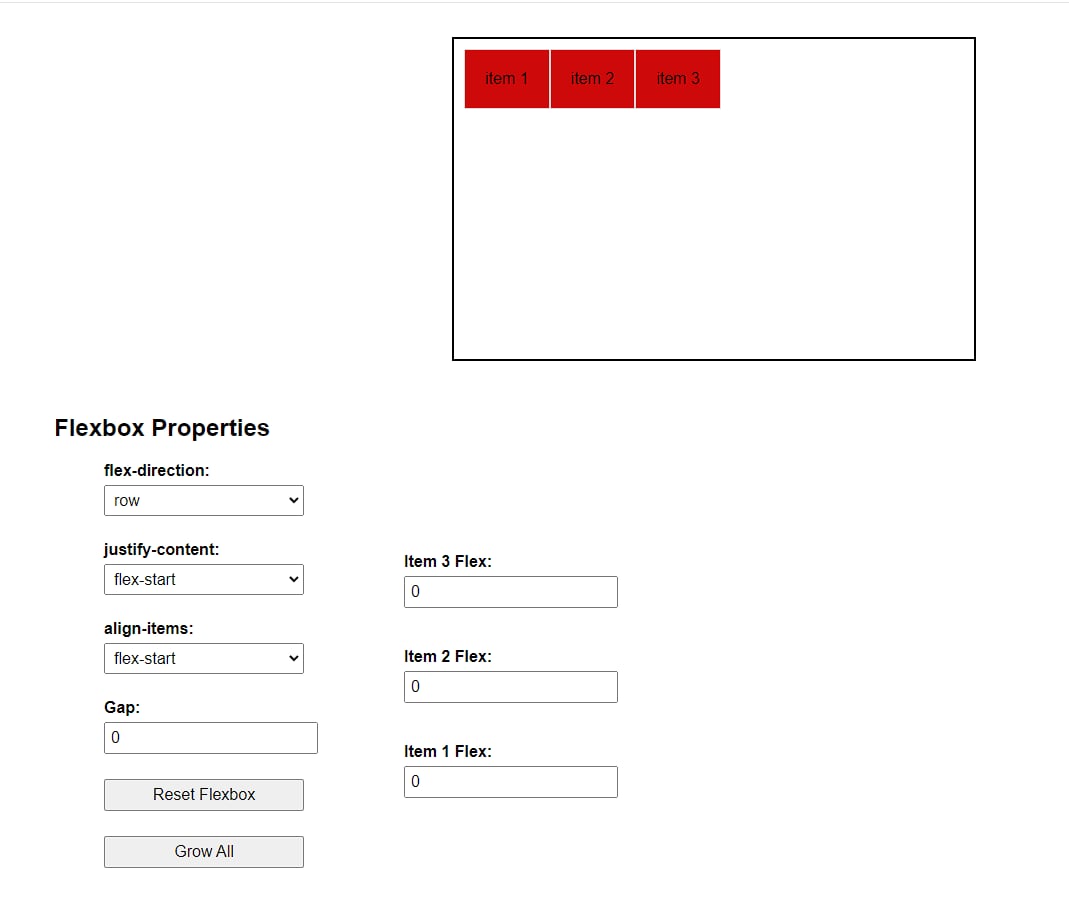 item 1 item 2 item 3
Flexbox Properties
flex-direction:
row
justify-content:
flex-start
align-items:
flex-start
Gap:
0
Reset Flexbox
Grow All
Item 3 Flex:
0
Item 2 Flex:
0
Item 1 Flex:
0